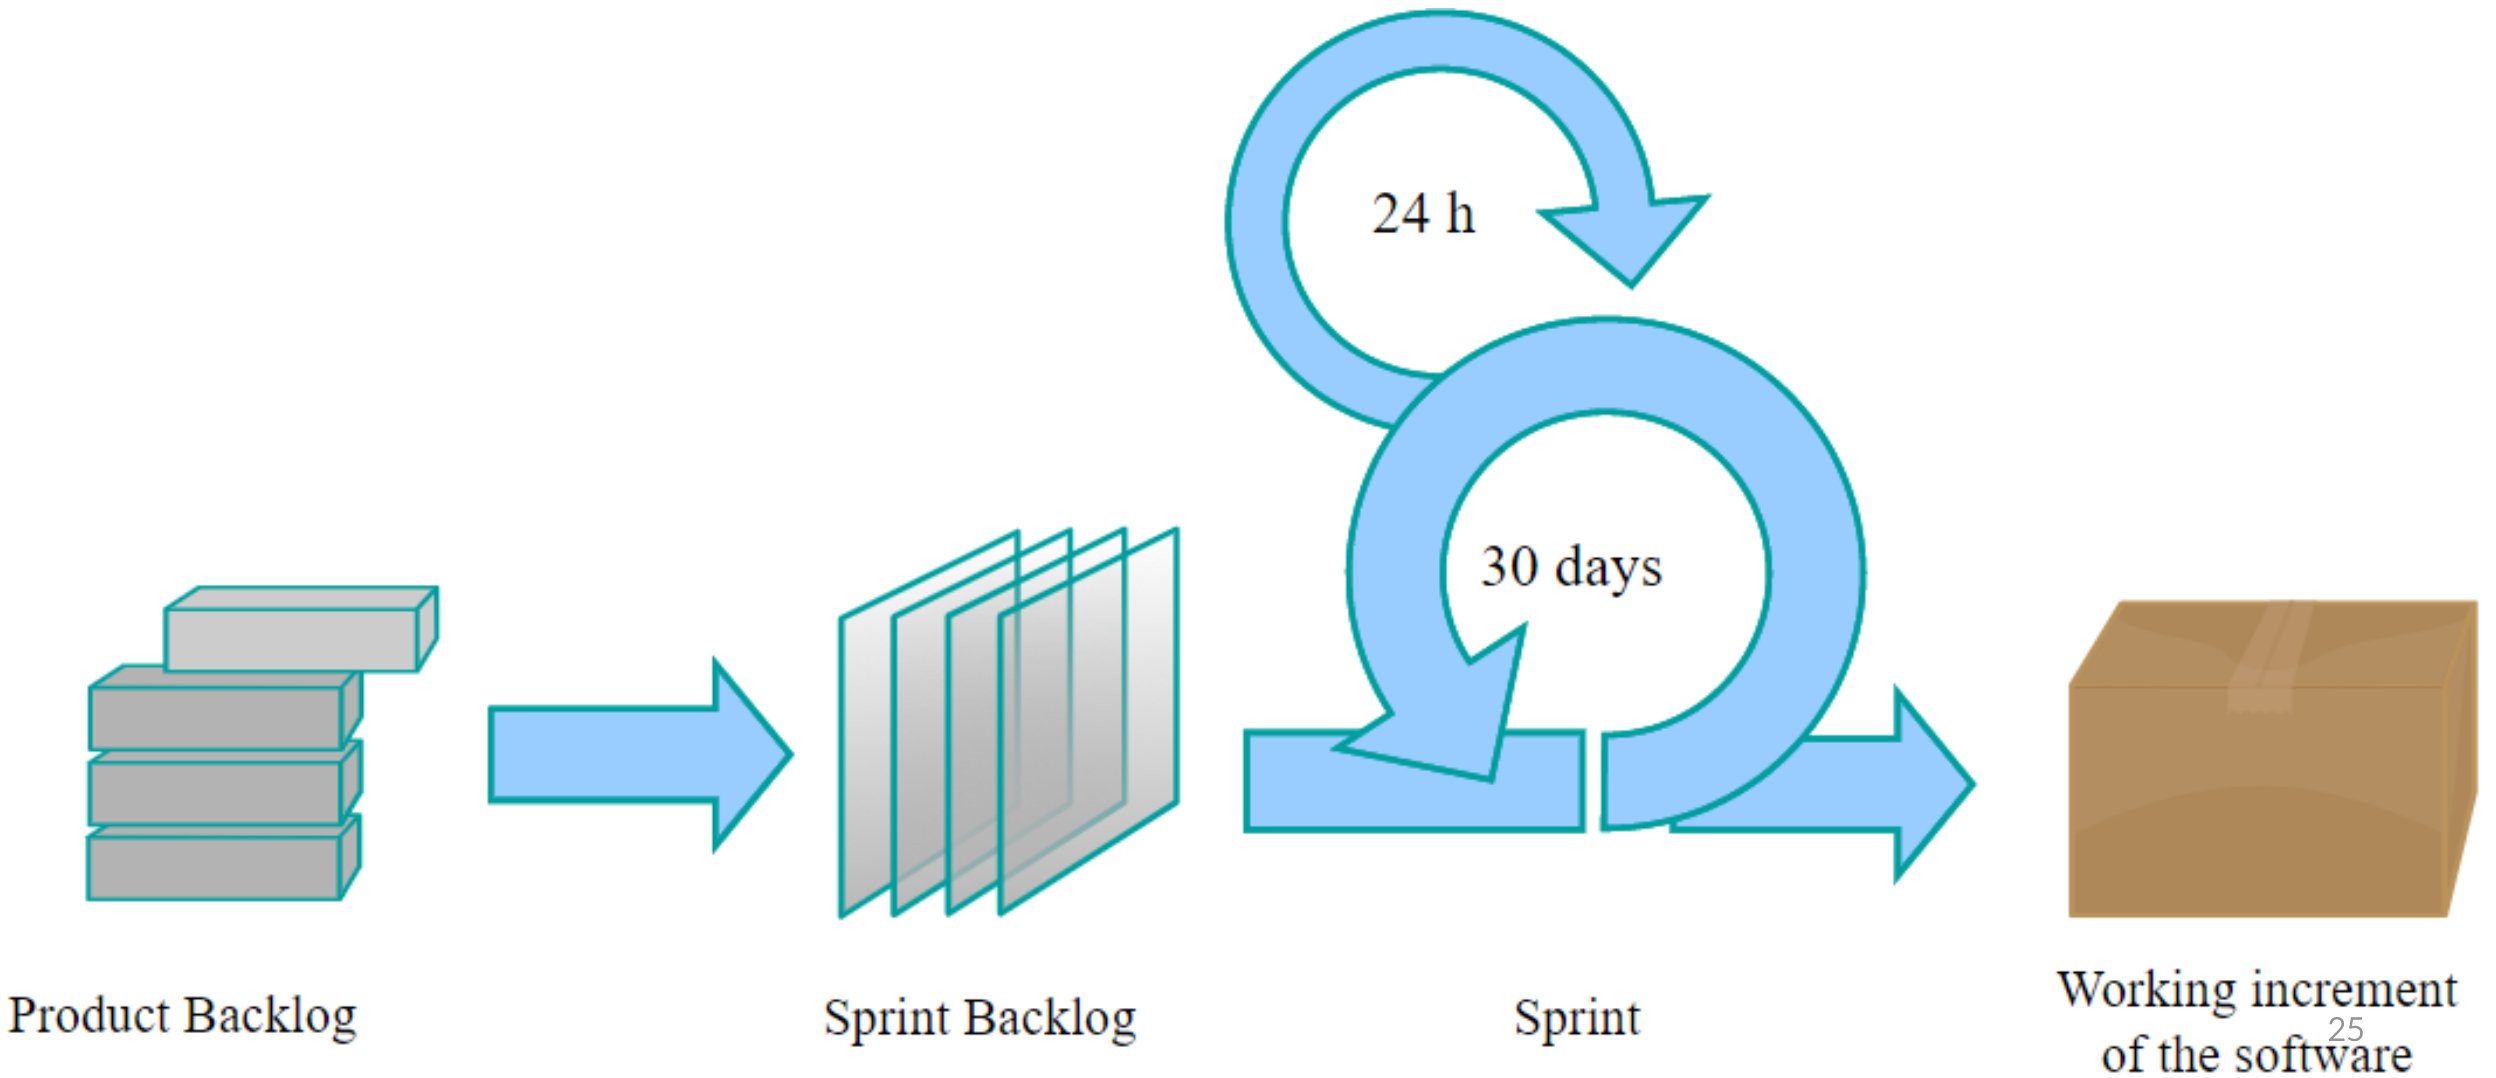 24 h
30 days
Product Backlog
Sprint Backlog
Sprint
Working increment
of the software
25